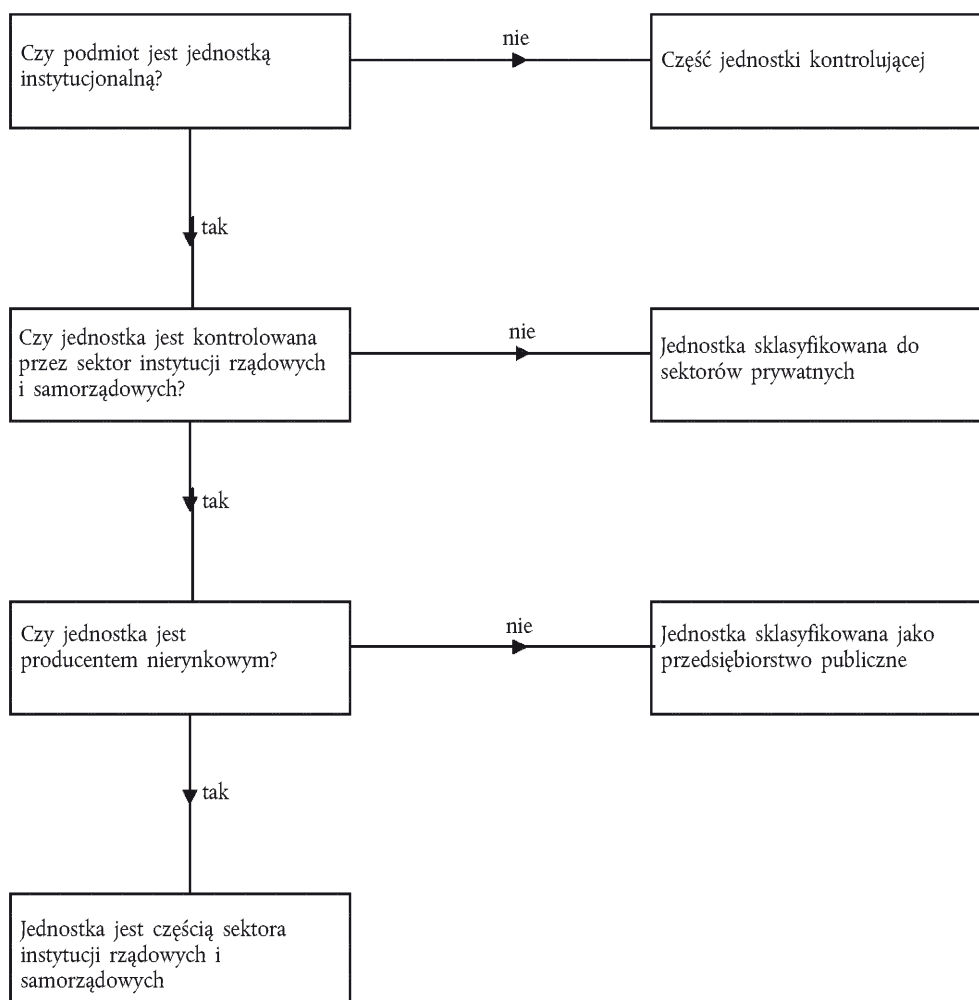 Czy podmiot jest jednostką
instytucjonalną?
nie
Część jednostki kontrolującej
tak
Czy jednostka jest kontrolowana
przez sektor instytucji rządowych
i samorządowych?
nie
Jednostka sklasyfikowana do
sektorów prywatnych
tak
Czy jednostka jest
producentem nierynkowym?
nie
Jednostka sklasyfikowana jako
przedsiębiorstwo publiczne
tak
Jednostka jest częścią sektora
instytucji rządowych i
samorządowych